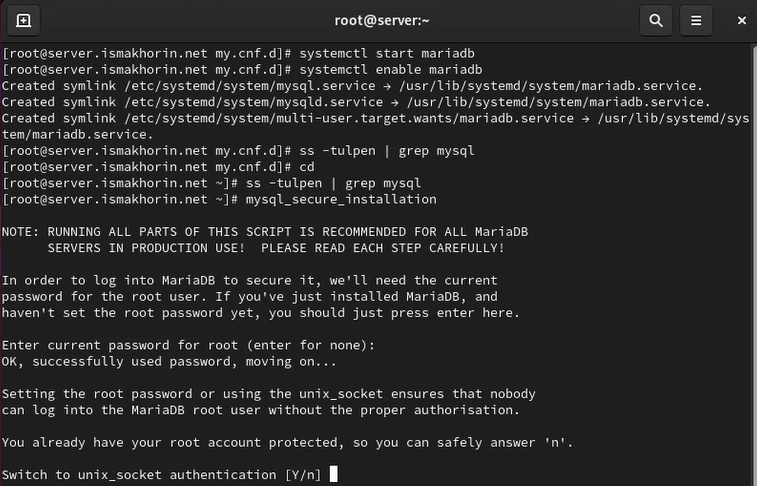 root@server:~
[root@server.ismakhorin.net my.cnf.d]# systemctl start mariadb
[root@server.ismakhorin.net my.cnf.d]# systemctl enable mariadb
Created symlink /etc/systemd/system/mysql.service → /usr/lib/systemd/system/mariadb.service.
Created symlink /etc/systemd/system/mysqld.service → /usr/lib/systemd/system/mariadb.service.
Created symlink /etc/systemd/system/multi-user.target.wants/mariadb.service → /usr/lib/systemd/sys
tem/mariadb.service.
[root@server.ismakhorin.net my.cnf.d]# ss -tulpen | grep mysql
[root@server.ismakhorin.net my.cnf.d]# cd
[root@server.ismakhorin.net ~]# ss -tulpen | grep mysql
[root@server.ismakhorin.net ~]# mysql_secure_installation
NOTE: RUNNING ALL PARTS OF THIS SCRIPT IS RECOMMENDED FOR ALL MariaDB
SERVERS IN PRODUCTION USE!  PLEASE READ EACH STEP CAREFULLY!
In order to log into MariaDB to secure it, we'll need the current
password for the root user. If you've just installed MariaDB, and
haven't set the root password yet, you should just press enter here.
Enter current password for root (enter for none):
OK, successfully used password, moving on...
Setting the root password or using the unix_socket ensures that nobody
can log into the MariaDB root user without the proper authorisation.
You already have your root account protected, so you can safely answer 'n'.
Switch to unix_socket authentication [Y/n]